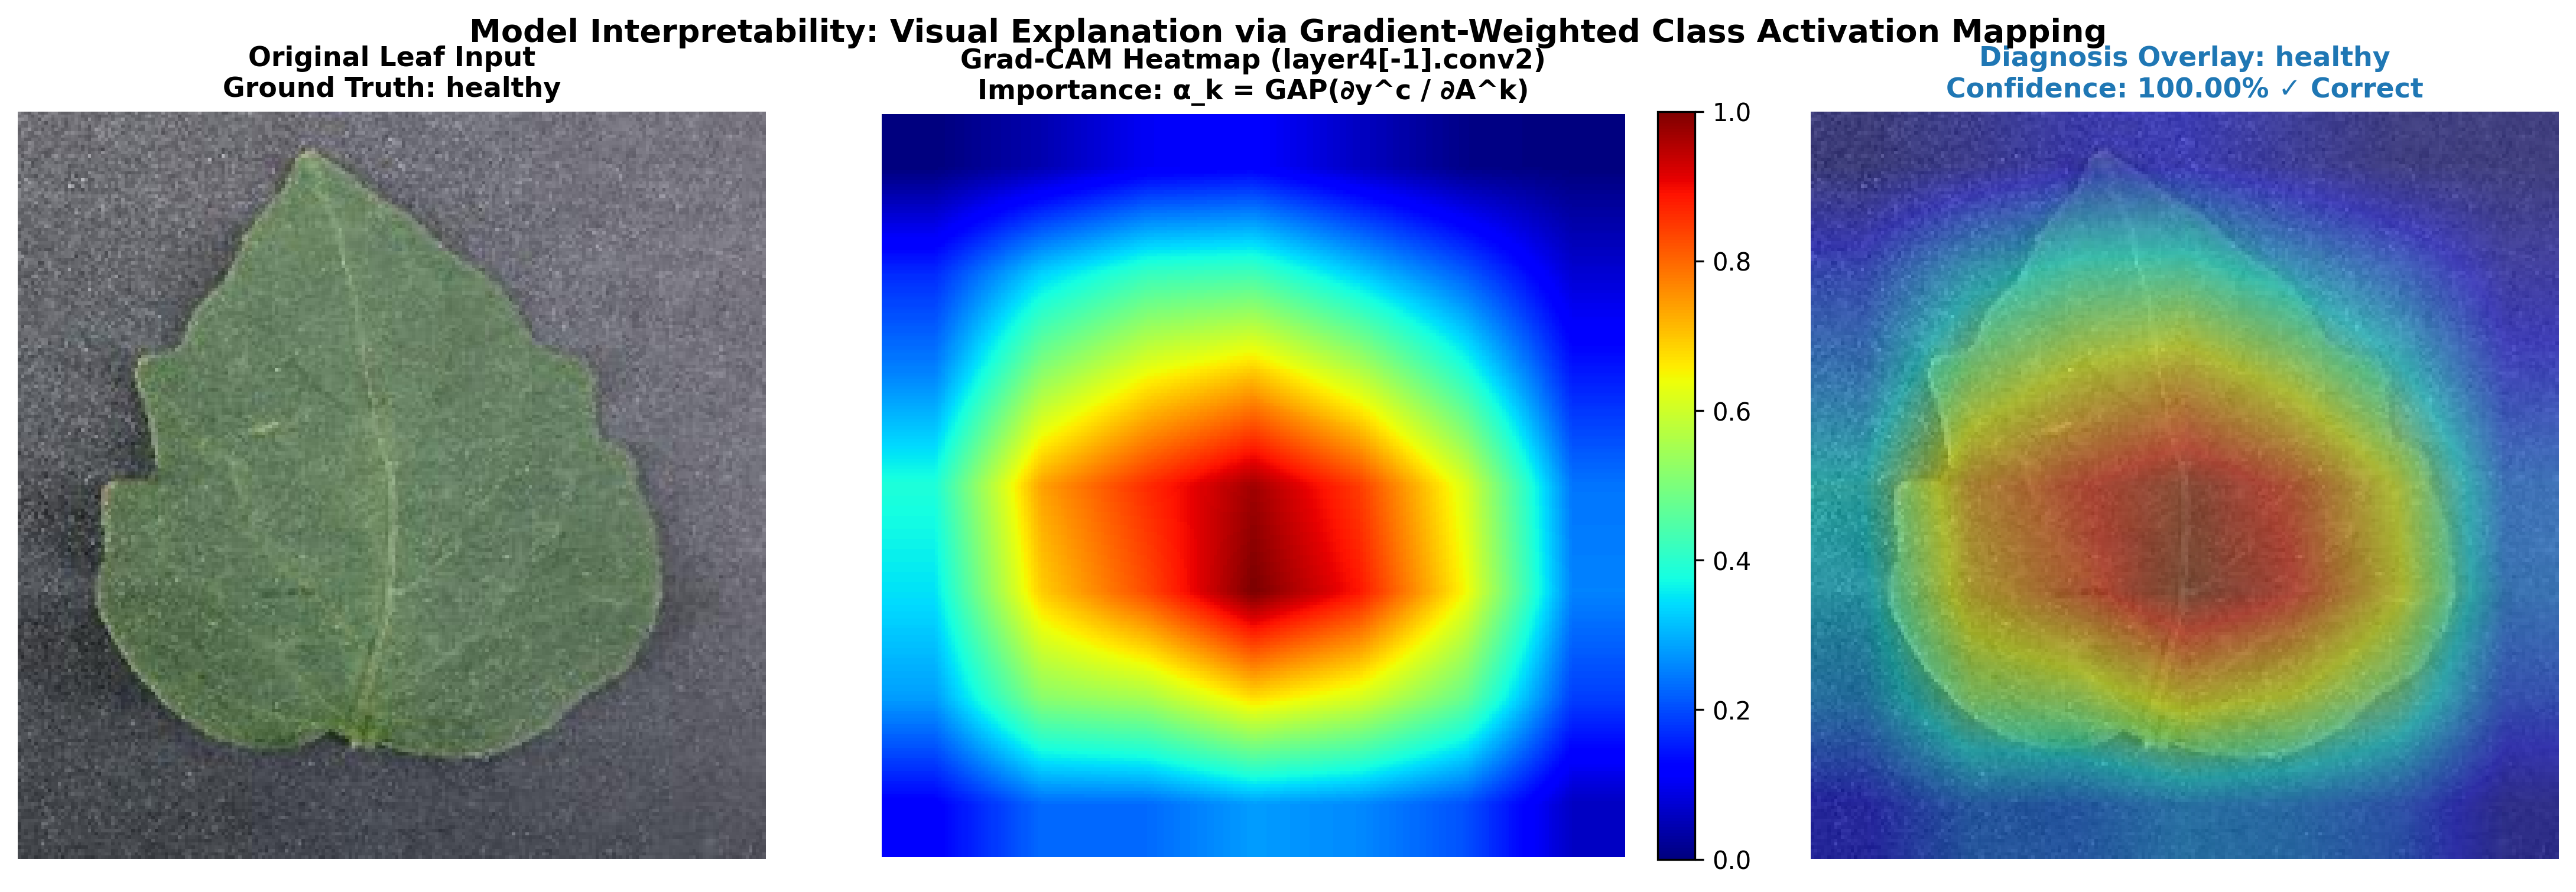 Model Interpretability: Visual Explanation via Gradient-Weighted Class Activation Mapping
Original Leaf Input
Ground Truth: healthy
Grad-CAM Heatmap (layer4[-1].conv2)
Importance: α_k = GAP(∂y^c / ∂A^k)
Diagnosis Overlay: healthy
Confidence: 100.00% ✓ Correct
1.0
0.8
0.6
0.4
0.2
0.0